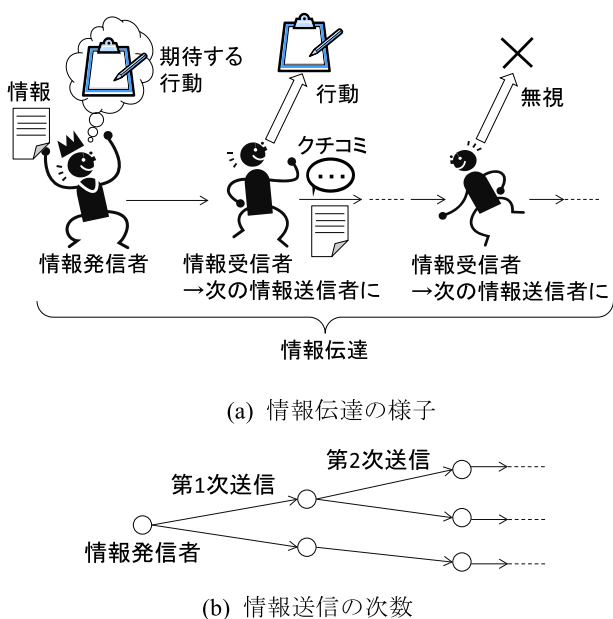 期待する
行動
情報
行動
無視
クチコミ
情報発信者
情報受信者
→次の情報送信者に
情報受信者
→次の情報送信者に
情報伝達
(a) 情報伝達の様子
第2次送信
第1次送信
情報発信者
(b) 情報送信の次数